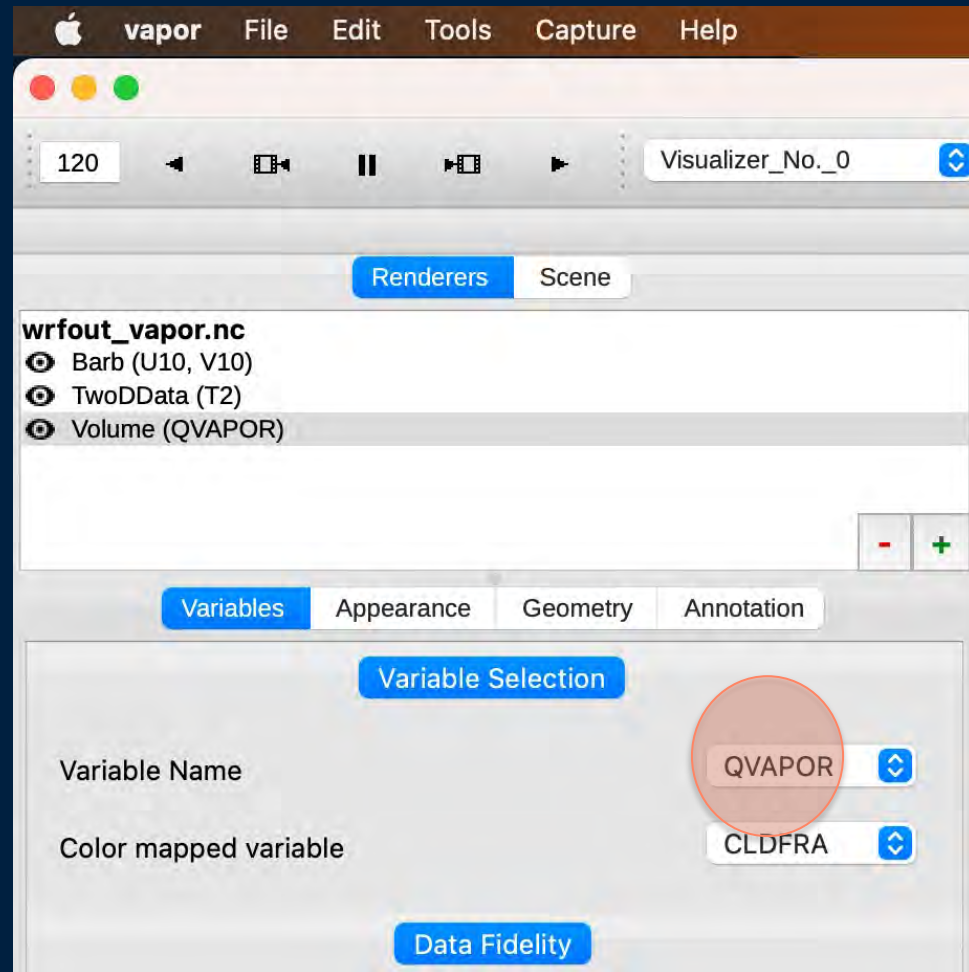 vapor File Edit Tools Capture Help
120 Visualizer_No._0
Renderers Scene
wrfout_vapor.nc
Barb (U10, V10)
TwoDData (T2)
Volume (QVAPOR)
- +
Variables Appearance Geometry Annotation
Variable Selection
Variable Name QVAPOR
Color mapped variable CLDFRA
Data Fidelity